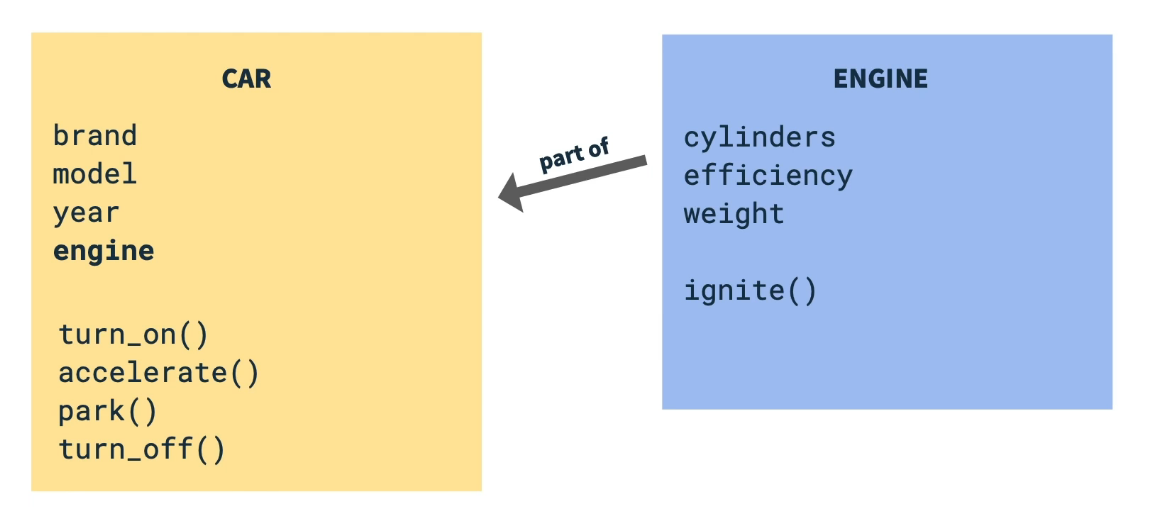 CAR
brand
model
year
engine
turn_on()
accelerate()
park()
turn_off()
part of
ENGINE
cylinders
efficiency
weight
ignite()